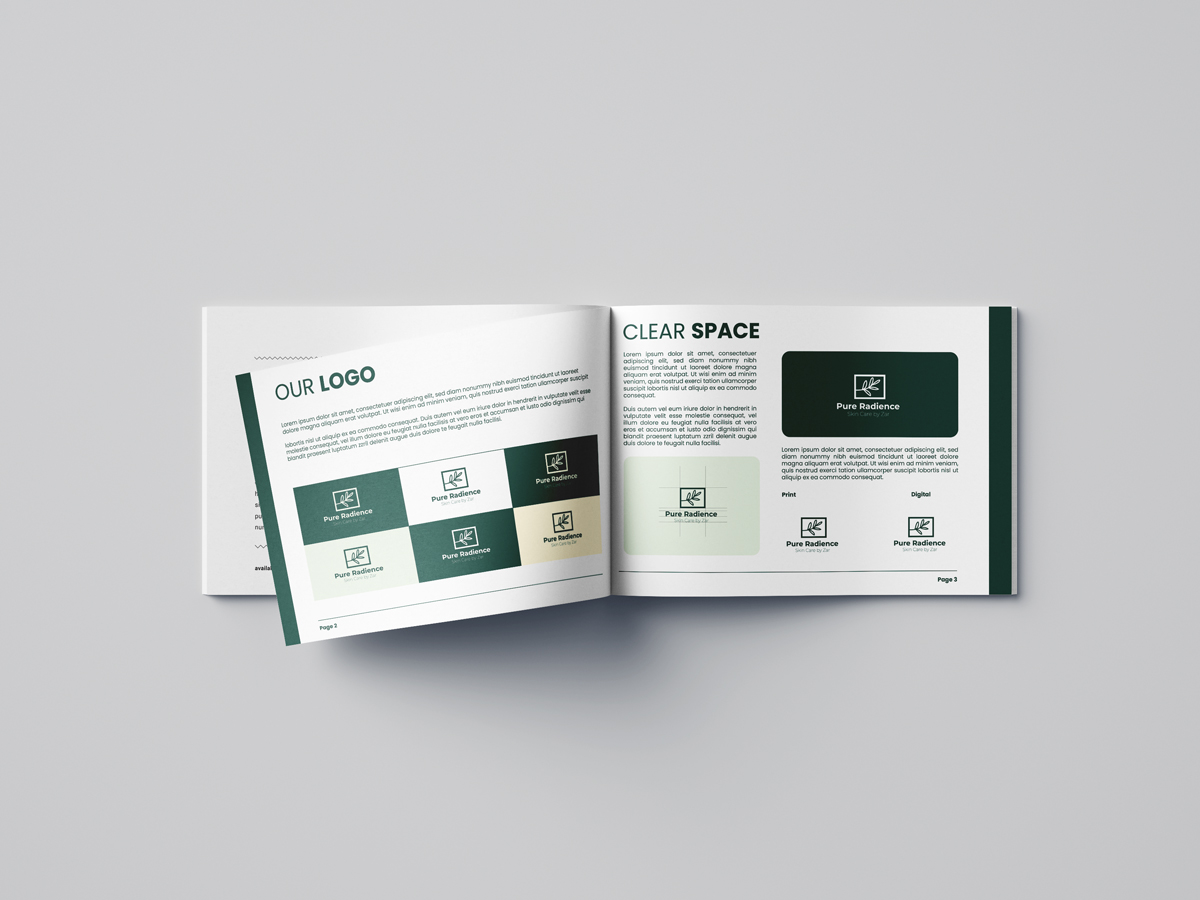 availa
OUR LOGO
Lorem ipsum dolor sit amet, consectetuer adipiscing elit, sed diam nonummy nibh euismod tincidunt ut laoreet
dolore magna aliquam erat volutpat. Ut wisi enim ad minim veniam, quis nostrud exerci tation ullamcorper suscipit
lobortis nisl ut aliquip ex ea commodo consequat. Duis autem vel eum iriure dolor in hendrerit in vulputate velit esse
molestie consequat, vel illum dolore eu feugiat nulla facilisis at vero eros et accumsan et iusto odio dignissim qui
blandit praesent luptatum zzril delenit augue duis dolore te feugait nulla facilisi.
Pure Radience
Skin Care by Zar
Pure Radience
Skin Care by Zar
Pure Radience
Skin Care by Zar
Pure Radience
Skin Care by Zar
Pure Radience
Skin Care by Zar
Pure Radience
Skin Care by Zar
Page 2
CLEAR SPACE
Lorem ipsum dolor sit amet, consectetuer
adipiscing elit, sed diam nonummy nibh
euismod tincidunt ut laoreet dolore magna
aliquam erat volutpat. Ut wisi enim ad minim
veniam, quis nostrud exerci tation ullamcorper
suscipit lobortis nisl ut aliquip ex ea commodo
consequat.
Duis autem vel eum iriure dolor in hendrerit in
vulputate velit esse molestie consequat, vel
illum dolore eu feugiat nulla facilisis at vero
eros et accumsan et iusto odio dignissim qui
blandit praesent luptatum zzril delenit augue
duis dolore te feugait nulla facilisi.
Pure Radience
Skin Care by Zar
Pure Radience
Skin Care by Zar
Lorem ipsum dolor sit amet, consectetuer adipiscing elit, sed
diam nonummy nibh euismod tincidunt ut laoreet dolore
magna aliquam erat volutpat. Ut wisi enim ad minim veniam,
quis nostrud exerci tation ullamcorper suscipit lobortis nisl ut
aliquip ex ea commodo consequat.
Print
Digital
Pure Radience
Skin Care by Zar
Pure Radience
Skin Care by Zar
Page 3